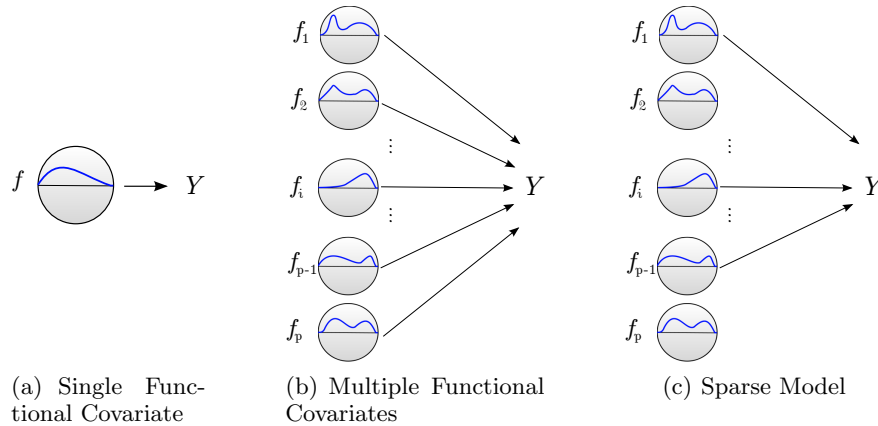 f
Y
(a) Single Func-
tional Covariate
f1
f2
⋮
fi
⋮
fp-1
fp
Y
(b) Multiple Functional
Covariates
f1
f2
⋮
fi
⋮
fp-1
fp
Y
(c) Sparse Model